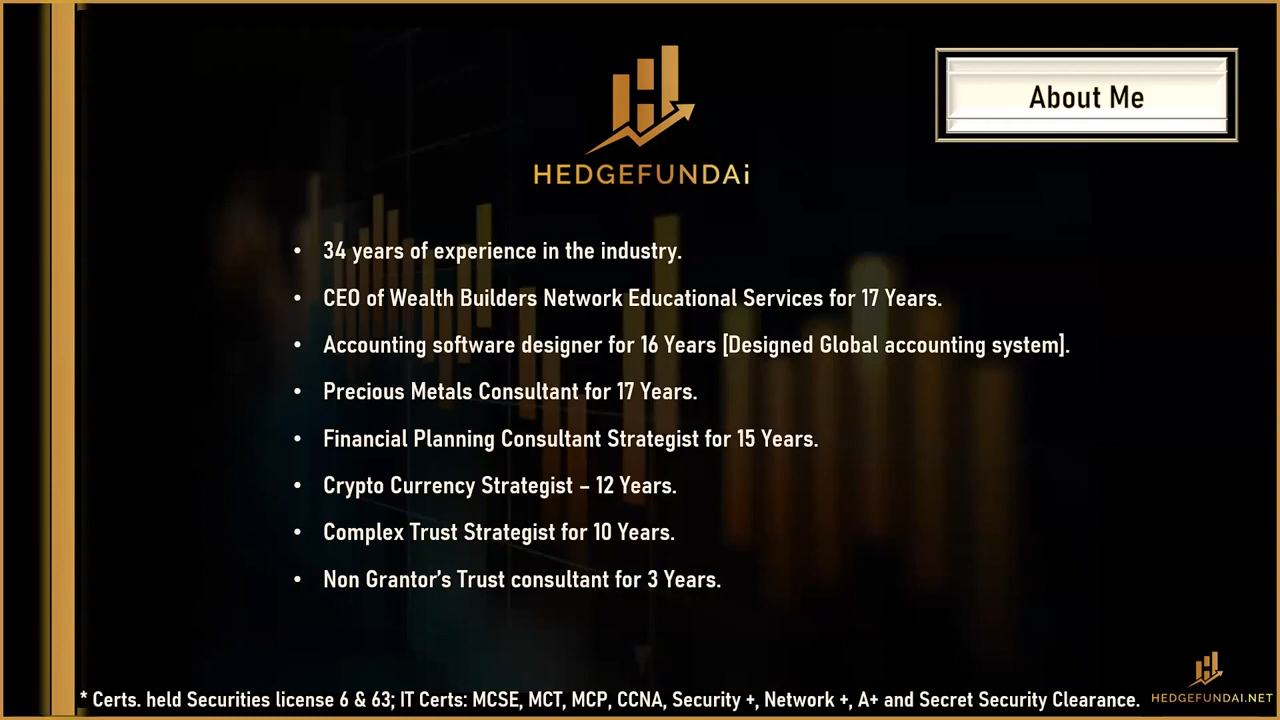 HEDGEFUNDAi
About Me
• 34 years of experience in the industry.
• CEO of Wealth Builders Network Educational Services for 17 Years.
• Accounting software designer for 16 Years [Designed Global accounting system].
• Precious Metals Consultant for 17 Years.
• Financial Planning Consultant Strategist for 15 Years.
• Crypto Currency Strategist – 12 Years.
• Complex Trust Strategist for 10 Years.
• Non Grantor’s Trust consultant for 3 Years.
* Certs. held Securities license 6 & 63; IT Certs: MCSE, MCT, MCP, CCNA, Security +, Network +, A+ and Secret Security Clearance.
HEDGEFUNDAI.NET